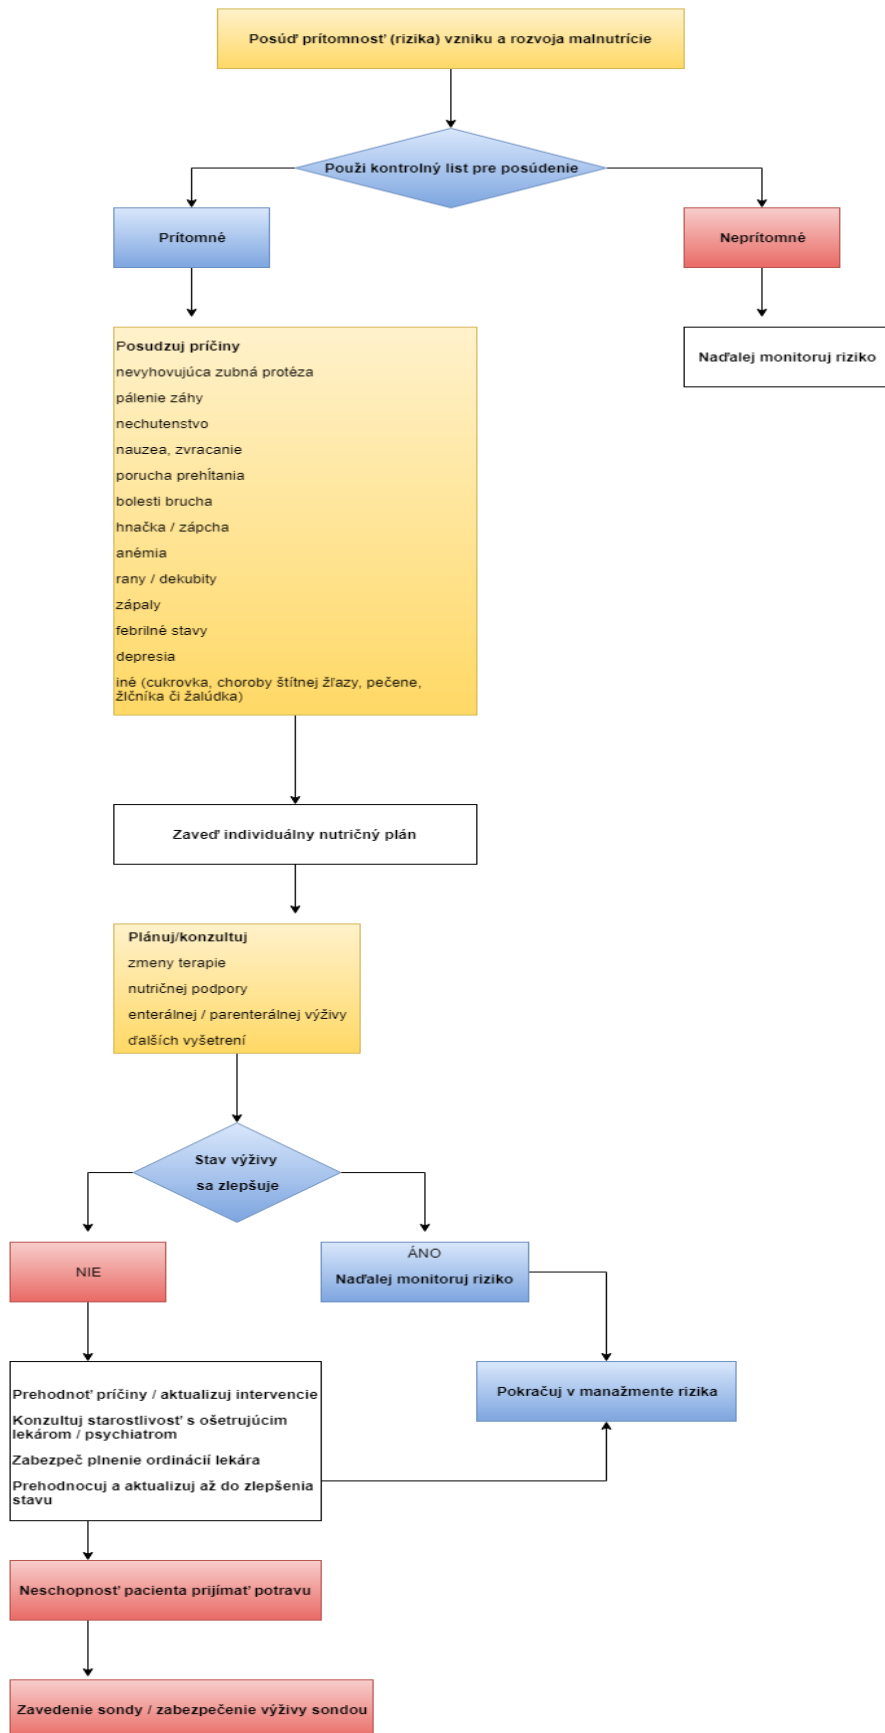 Posúď prítomnosť (rizika) vzniku a rozvoja malnutrície
Použi kontrolný list pre posúdenie
Prítomné
Neprítomné
Naďalej monitoruj riziko
Posudzuj príčiny
nevyhovujúca zubná protéza
pálenie záhy
nechutenstvo
nauzea, zvracanie
porucha prehĺtania
bolesti brucha
hnačka / zápcha
anémia
rany / dekubity
zápaly
febrilné stavy
depresia
iné (cukrovka, choroby štítnej žľazy, pečene,
žlčníka či žalúdka)
Zaveď individuálny nutričný plán
Plánuj/konzultuj
zmeny terapie
nutričnej podpory
enterálnej / parenterálnej výživy
ďalších vyšetrení
Stav výživy
sa zlepšuje
NIE
ÁNO
Naďalej monitoruj riziko
Prehodnoť príčiny / aktualizuj intervencie
Konzultuj starostlivosť s ošetrujúcim
lekárom / psychiatrom
Zabezpeč plnenie ordinácií lekára
Prehodnocuj a aktualizuj až do zlepšenia
stavu
Pokračuj v manažmente rizika
Neschopnosť pacienta prijímať potravu
Zavedenie sondy / zabezpečenie výživy sondou